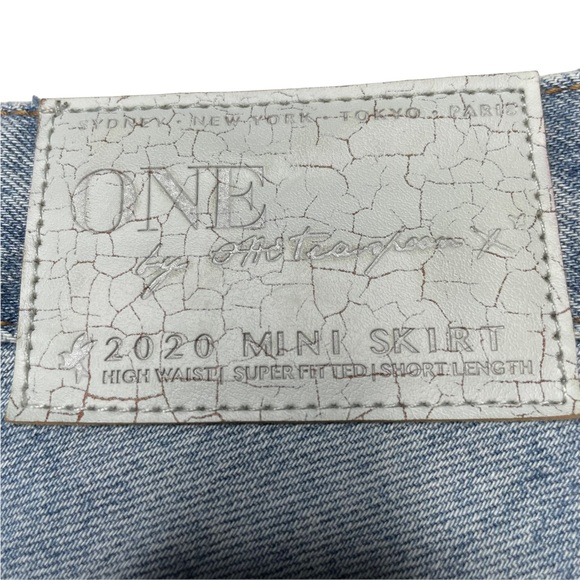 SYDNEY · NEW YORK · TOKYO · PARIS
ONE
by
2020 MINI SKIRT
HIGH WAIST | SUPER FITTED | SHORT LENGTH